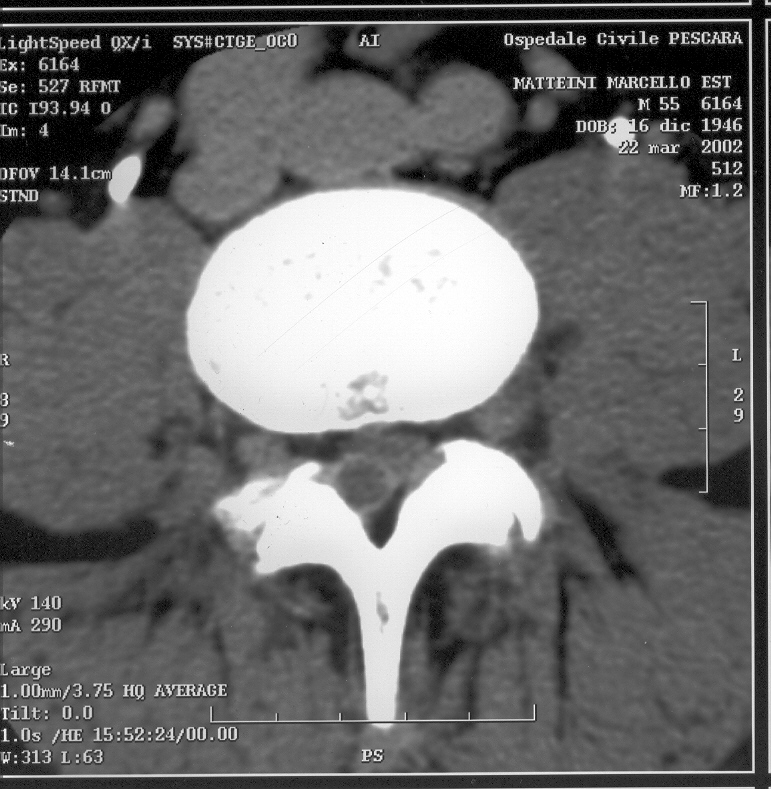 LightSpeed QX/i SYS#CTGE_OC0 AI Ospedale Civile PESCARA
Ex: 6164
Se: 527 RFMT
IC I93.94 0
Im: 4
DFOV 14.1cm
STND
MATTEINI MARCELLO EST
M 55 6164
DOB: 16 dic 1946
22 mar 2002
512
MF:1.2
R
8
9
L
2
9
kV 140
mA 290
Large
1.00mm/3.75 HQ AVERAGE
Tilt: 0.0
1.0s /HE 15:52:24/00.00
W:313 L:63
PS